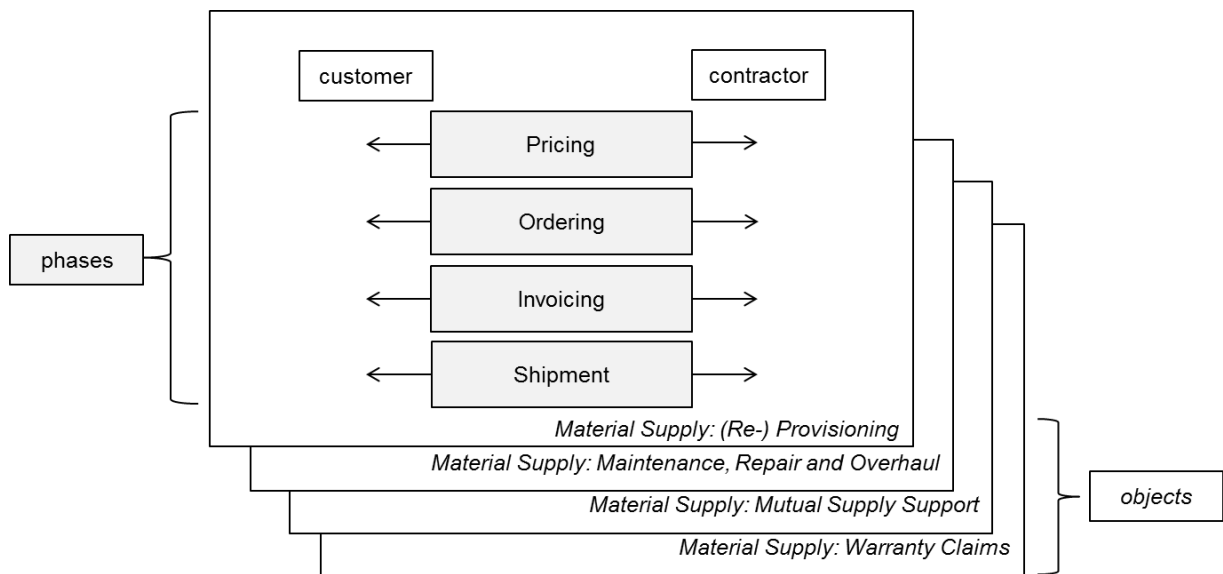 customer
contractor
Pricing
Ordering
phases
Invoicing
Shipment
Material Supply: (Re-) Provisioning
Material Supply: Maintenance, Repair and Overhaul
objects
Material Supply: Mutual Supply Support
Material Supply: Warranty Claims